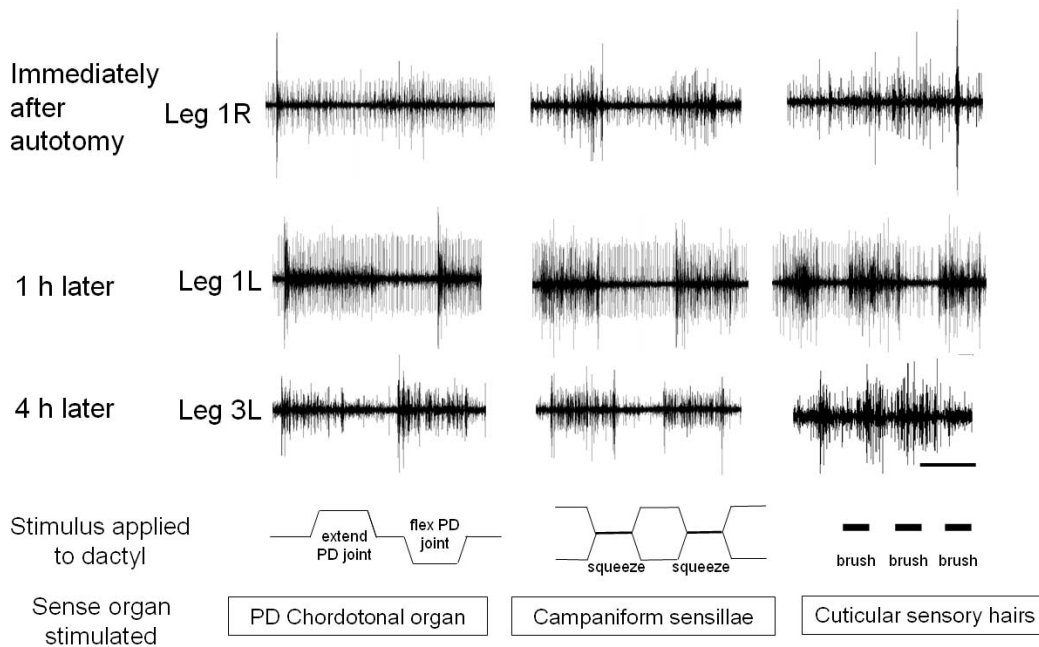 Immediately
after
autotomy
Leg 1R
1 h later
Leg 1L
4 h later
Leg 3L
Stimulus applied
to dactyl
extend
PD joint
flex PD
joint
squeeze
squeeze
brush
brush
brush
Sense organ
stimulated
PD Chordotonal organ
Campaniform sensillae
Cuticular sensory hairs